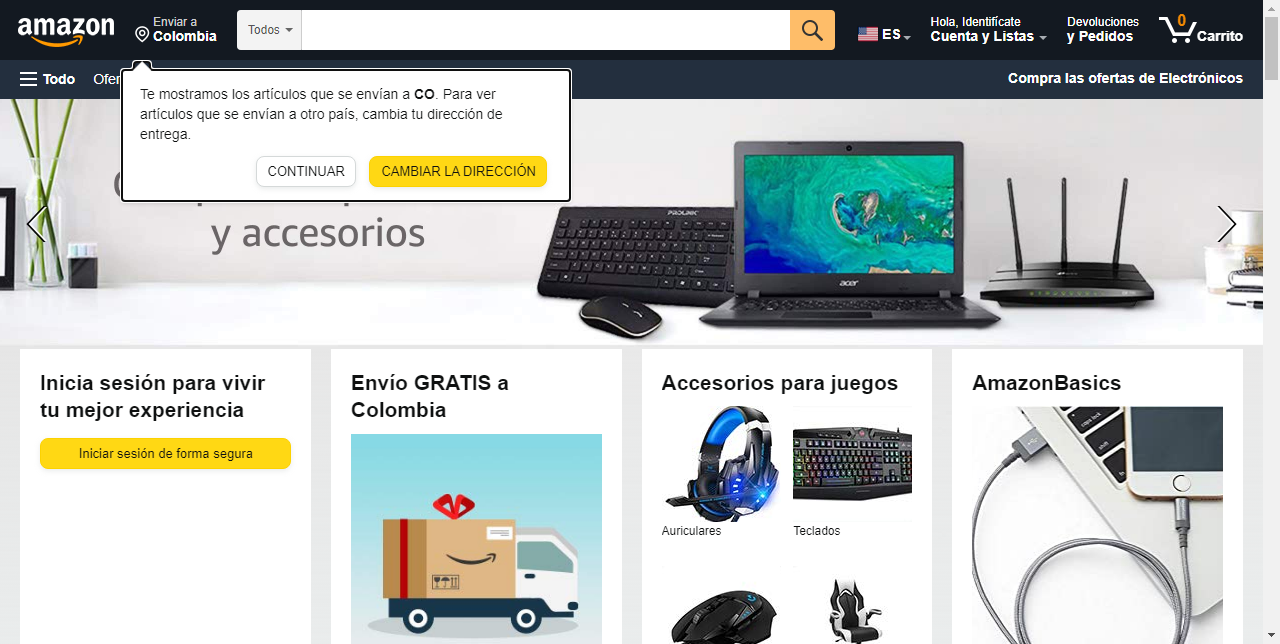 amazon
Enviar a
Colombia
Todos
ES
Hola, Identifícate
Cuenta y Listas
Devoluciones
y Pedidos
0
Carrito
Todo
Compra las ofertas de Electrónicos
Te mostramos los artículos que se envían a CO. Para ver
artículos que se envían a otro país, cambia tu dirección de
entrega.
CONTINUAR
CAMBIAR LA DIRECCIÓN
y accesorios
PROLINK
acer
Inicia sesión para vivir
tu mejor experiencia
Iniciar sesión de forma segura
Envío GRATIS a
Colombia
Accesorios para juegos
Auriculares
Teclados
AmazonBasics
caps lock
shift